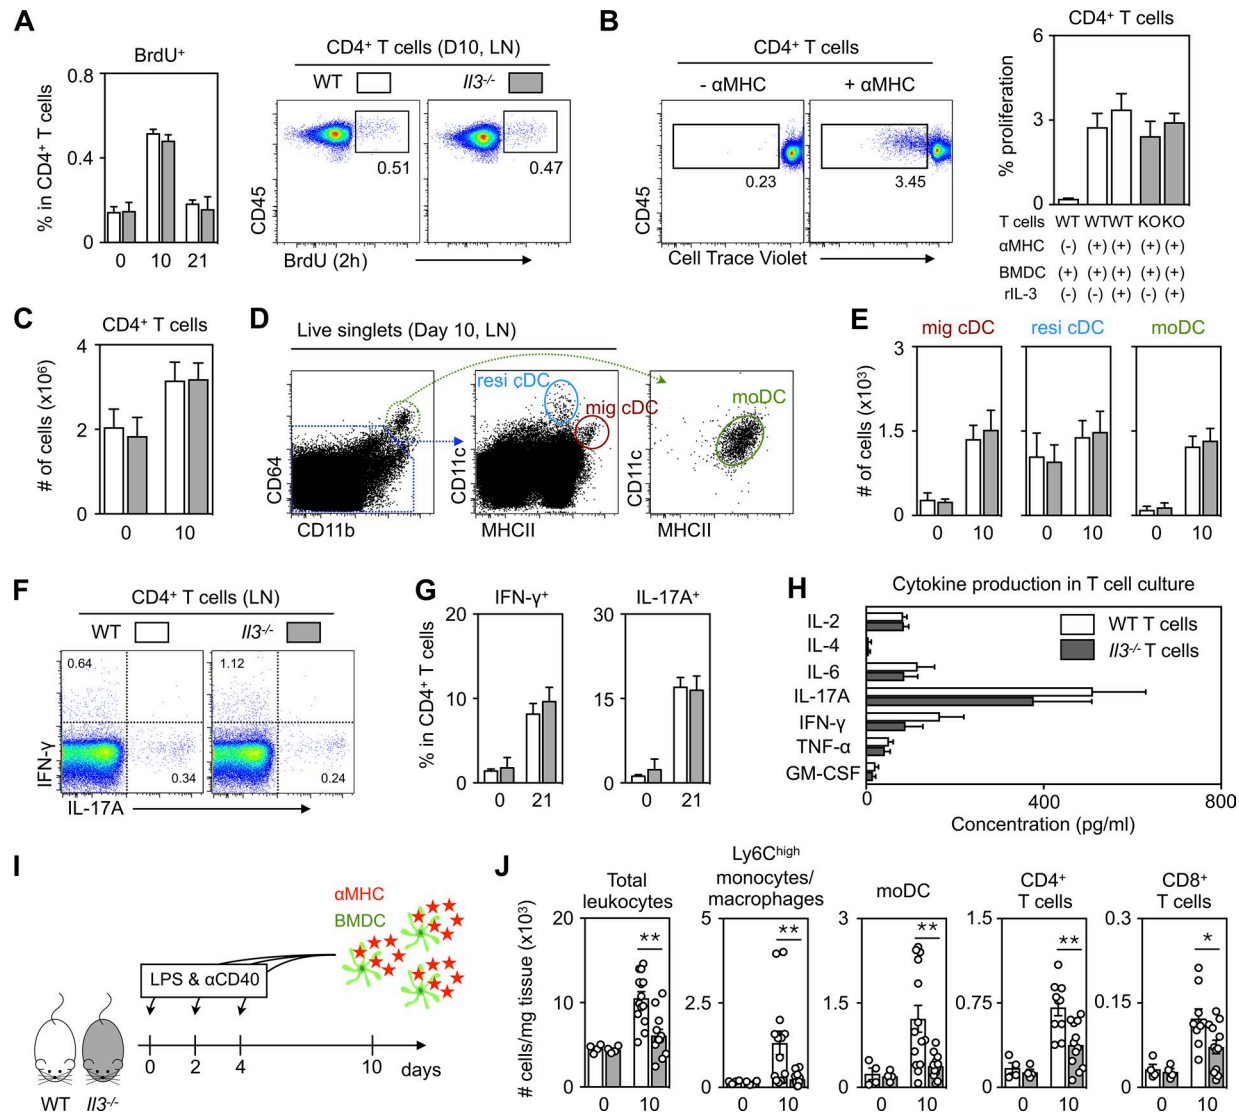 A
BrdU⁺
% in CD4⁺ T cells
0.8
0.4
0
0 10 21
CD4⁺ T cells (D10, LN)
WT Il3⁻/⁻
0.51
0.47
CD45
BrdU (2h)
B
CD4⁺ T cells
- αMHC + αMHC
0.23
3.45
CD45
Cell Trace Violet
CD4⁺ T cells
% proliferation
6
3
0
T cells WT WT WT KO KO
αMHC (-) (+) (+) (+) (+)
BMDC (+) (+) (+) (+) (+)
rIL-3 (-) (-) (+) (-) (+)
C
CD4⁺ T cells
# of cells (x10⁶)
4
2
0
0 10
D
Live singlets (Day 10, LN)
CD64
CD11b
resi cDC
mig cDC
CD11c
MHCII
moDC
CD11c
MHCII
E
mig cDC resi cDC moDC
# of cells (x10³)
3
1.5
0
0 10 0 10 0 10
F
CD4⁺ T cells (LN)
WT Il3⁻/⁻
0.64
1.12
0.34
0.24
IFN-γ
IL-17A
G
IFN-γ⁺ IL-17A⁺
% in CD4⁺ T cells
20
10
0
0 21
30
15
0
0 21
H
Cytokine production in T cell culture
IL-2
IL-4
IL-6
IL-17A
IFN-γ
TNF-α
GM-CSF
WT T cells
Il3⁻/⁻ T cells
0 400 800
Concentration (pg/ml)
I
αMHC
BMDC
LPS & αCD40
0 2 4 10 days
WT Il3⁻/⁻
J
# cells/mg tissue (x10³)
Total
leukocytes
20
10
0
**
0 10
Ly6Cʰⁱᵍʰ
monocytes/
macrophages
5
2.5
0
**
0 10
moDC
3
1.5
0
**
0 10
CD4⁺
T cells
1.5
0.75
0
**
0 10
CD8⁺
T cells
0.3
0.15
0
*
0 10